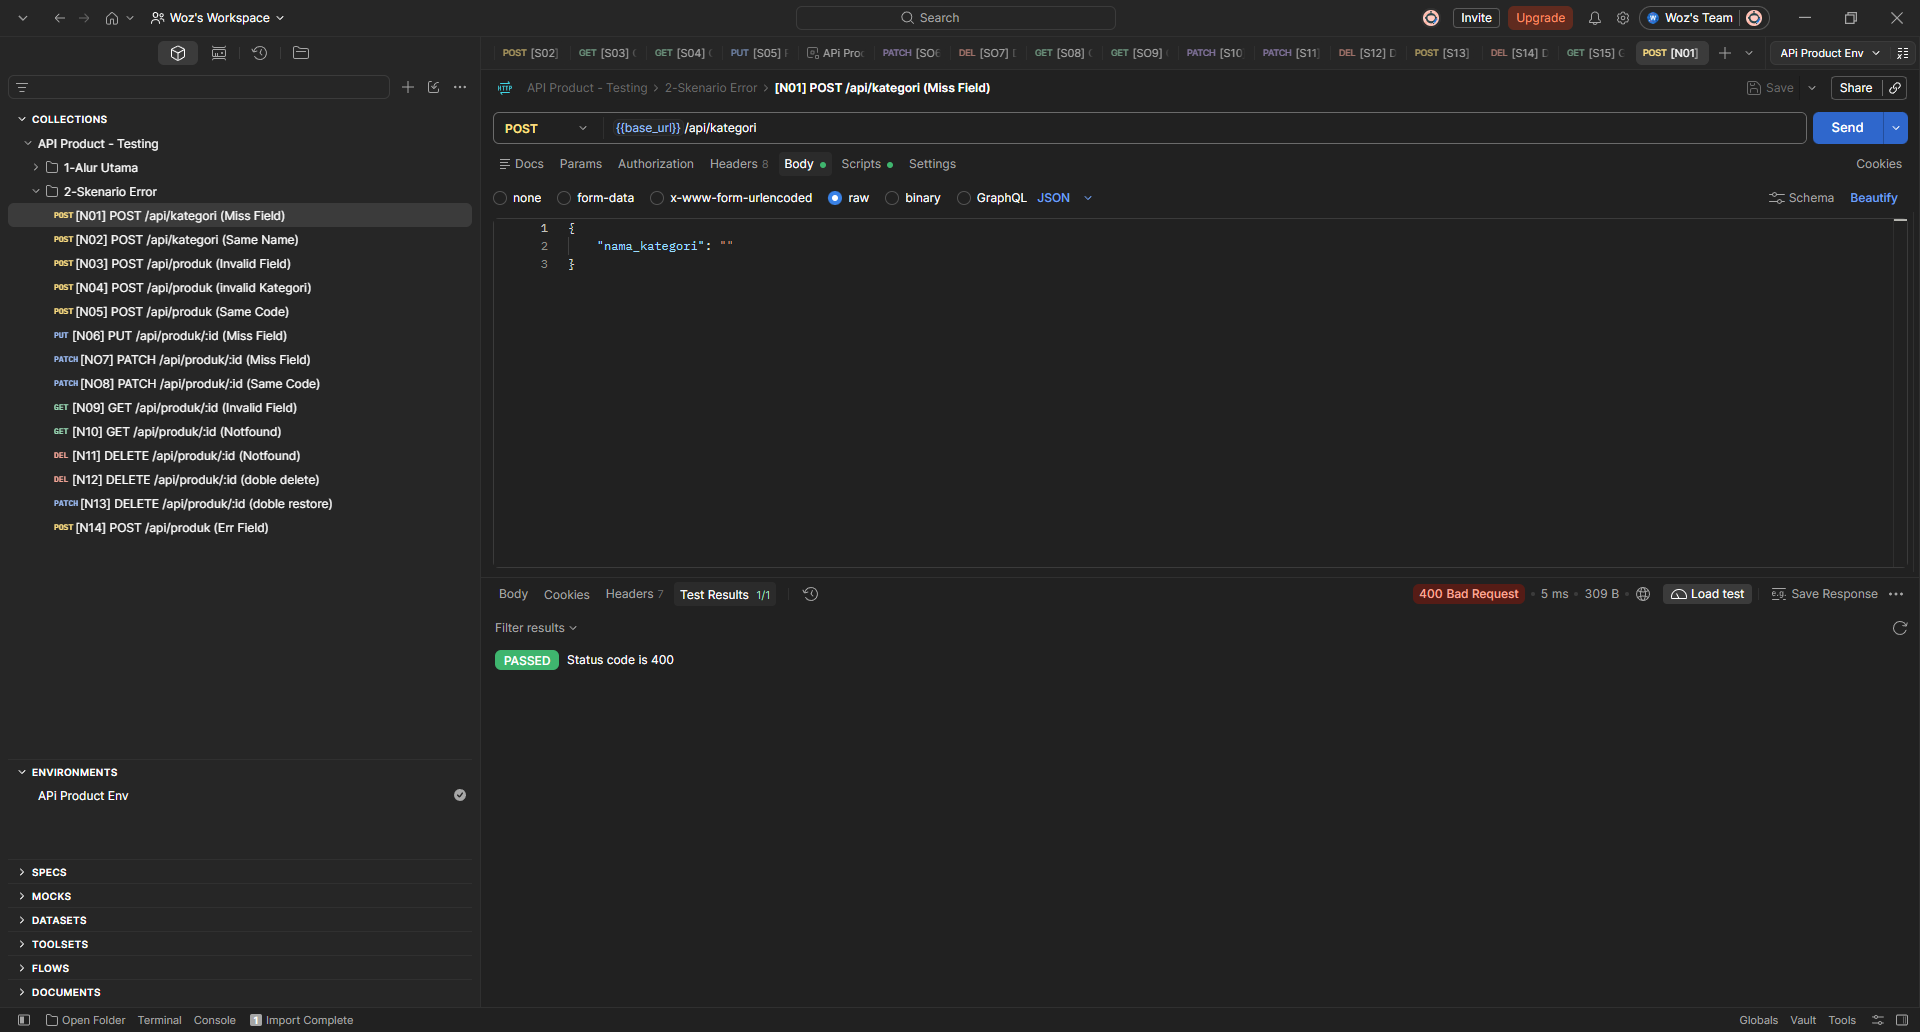 Woz's Workspace
Search
Invite
Upgrade
Woz's Team
POST [S02]
GET [S03]
GET [S04]
PUT [S05]
APi Pro
PATCH [SO6
DEL [SO7]
GET [S08]
GET [SO9]
PATCH [S10
PATCH [S11]
DEL [S12] D
POST [S13]
DEL [S14] D
GET [S15]
POST [N01]
APi Product Env
HTTP
API Product - Testing > 2-Skenario Error > [N01] POST /api/kategori (Miss Field)
Save
Share
COLLECTIONS
API Product - Testing
1-Alur Utama
2-Skenario Error
POST [N01] POST /api/kategori (Miss Field)
POST [N02] POST /api/kategori (Same Name)
POST [N03] POST /api/produk (Invalid Field)
POST [N04] POST /api/produk (invalid Kategori)
POST [N05] POST /api/produk (Same Code)
PUT [N06] PUT /api/produk/:id (Miss Field)
PATCH [NO7] PATCH /api/produk/:id (Miss Field)
PATCH [NO8] PATCH /api/produk/:id (Same Code)
GET [N09] GET /api/produk/:id (Invalid Field)
GET [N10] GET /api/produk/:id (Notfound)
DEL [N11] DELETE /api/produk/:id (Notfound)
DEL [N12] DELETE /api/produk/:id (doble delete)
PATCH [N13] DELETE /api/produk/:id (doble restore)
POST [N14] POST /api/produk (Err Field)
ENVIRONMENTS
APi Product Env
SPECS
MOCKS
DATASETS
TOOLSETS
FLOWS
DOCUMENTS
POST
{{base_url}} /api/kategori
Send
Docs
Params
Authorization
Headers 8
Body
Scripts
Settings
Cookies
none
form-data
x-www-form-urlencoded
raw
binary
GraphQL
JSON
Schema
Beautify
1 {
2 "nama_kategori": ""
3 }
Body
Cookies
Headers 7
Test Results 1/1
400 Bad Request
5 ms
309 B
Load test
e.g. Save Response
Filter results
PASSED Status code is 400
Open Folder
Terminal
Console
1 Import Complete
Globals
Vault
Tools